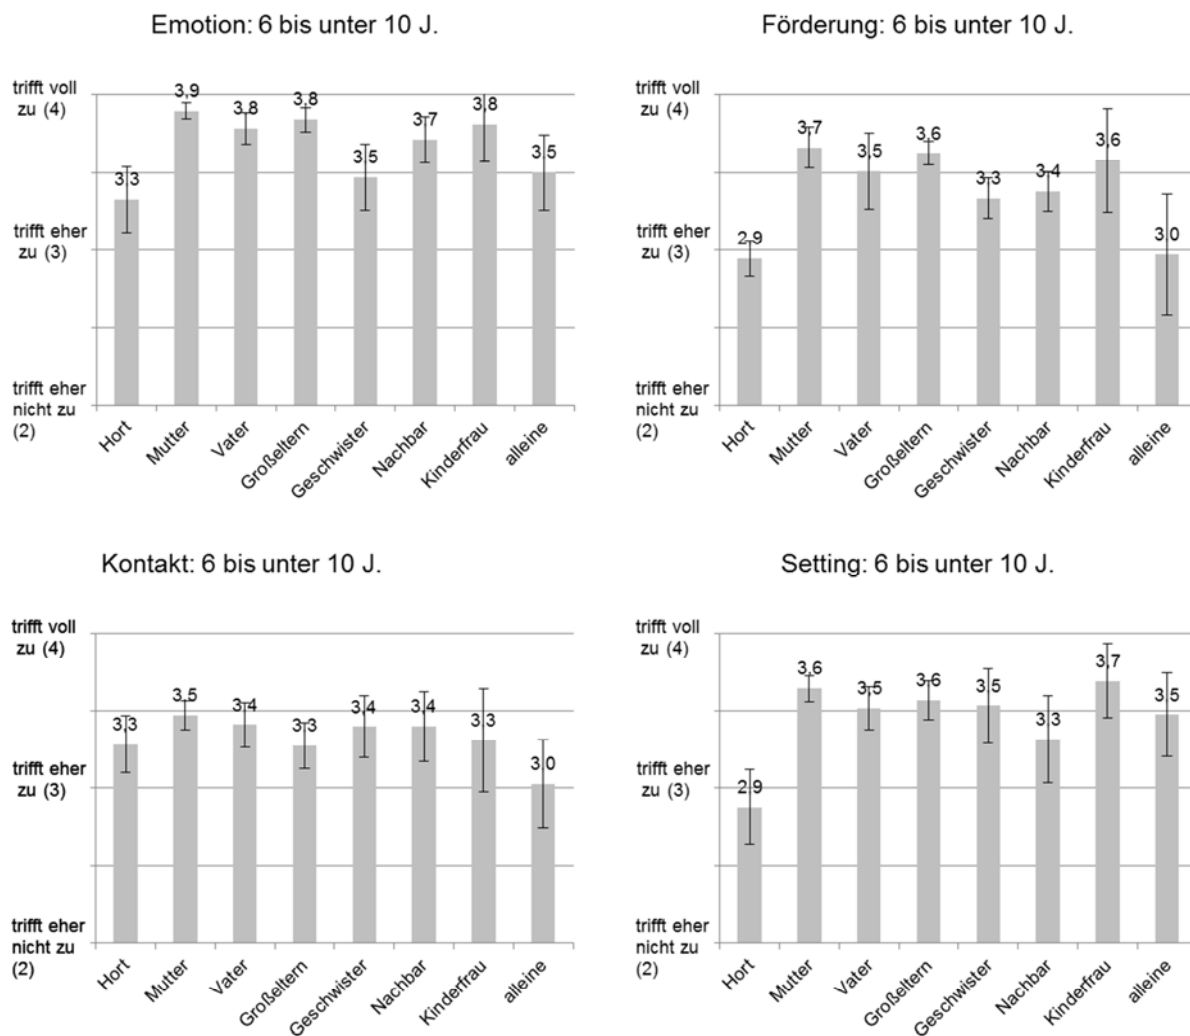 Emotion: 6 bis unter 10 J.
trifft voll
zu (4)
trifft eher
zu (3)
trifft eher
nicht zu
(2)
3,3
3,9
3,8
3,8
3,5
3,7
3,8
3,5
Hort
Mutter
Vater
Großeltern
Geschwister
Nachbar
Kinderfrau
alleine
Förderung: 6 bis unter 10 J.
trifft voll
zu (4)
trifft eher
zu (3)
trifft eher
nicht zu
(2)
2,9
3,7
3,5
3,6
3,3
3,4
3,6
3,0
Hort
Mutter
Vater
Großeltern
Geschwister
Nachbar
Kinderfrau
alleine
Kontakt: 6 bis unter 10 J.
trifft voll
zu (4)
trifft eher
zu (3)
trifft eher
nicht zu
(2)
3,3
3,5
3,4
3,3
3,4
3,4
3,3
3,0
Hort
Mutter
Vater
Großeltern
Geschwister
Nachbar
Kinderfrau
alleine
Setting: 6 bis unter 10 J.
trifft voll
zu (4)
trifft eher
zu (3)
trifft eher
nicht zu
(2)
2,9
3,6
3,5
3,6
3,5
3,3
3,7
3,5
Hort
Mutter
Vater
Großeltern
Geschwister
Nachbar
Kinderfrau
alleine